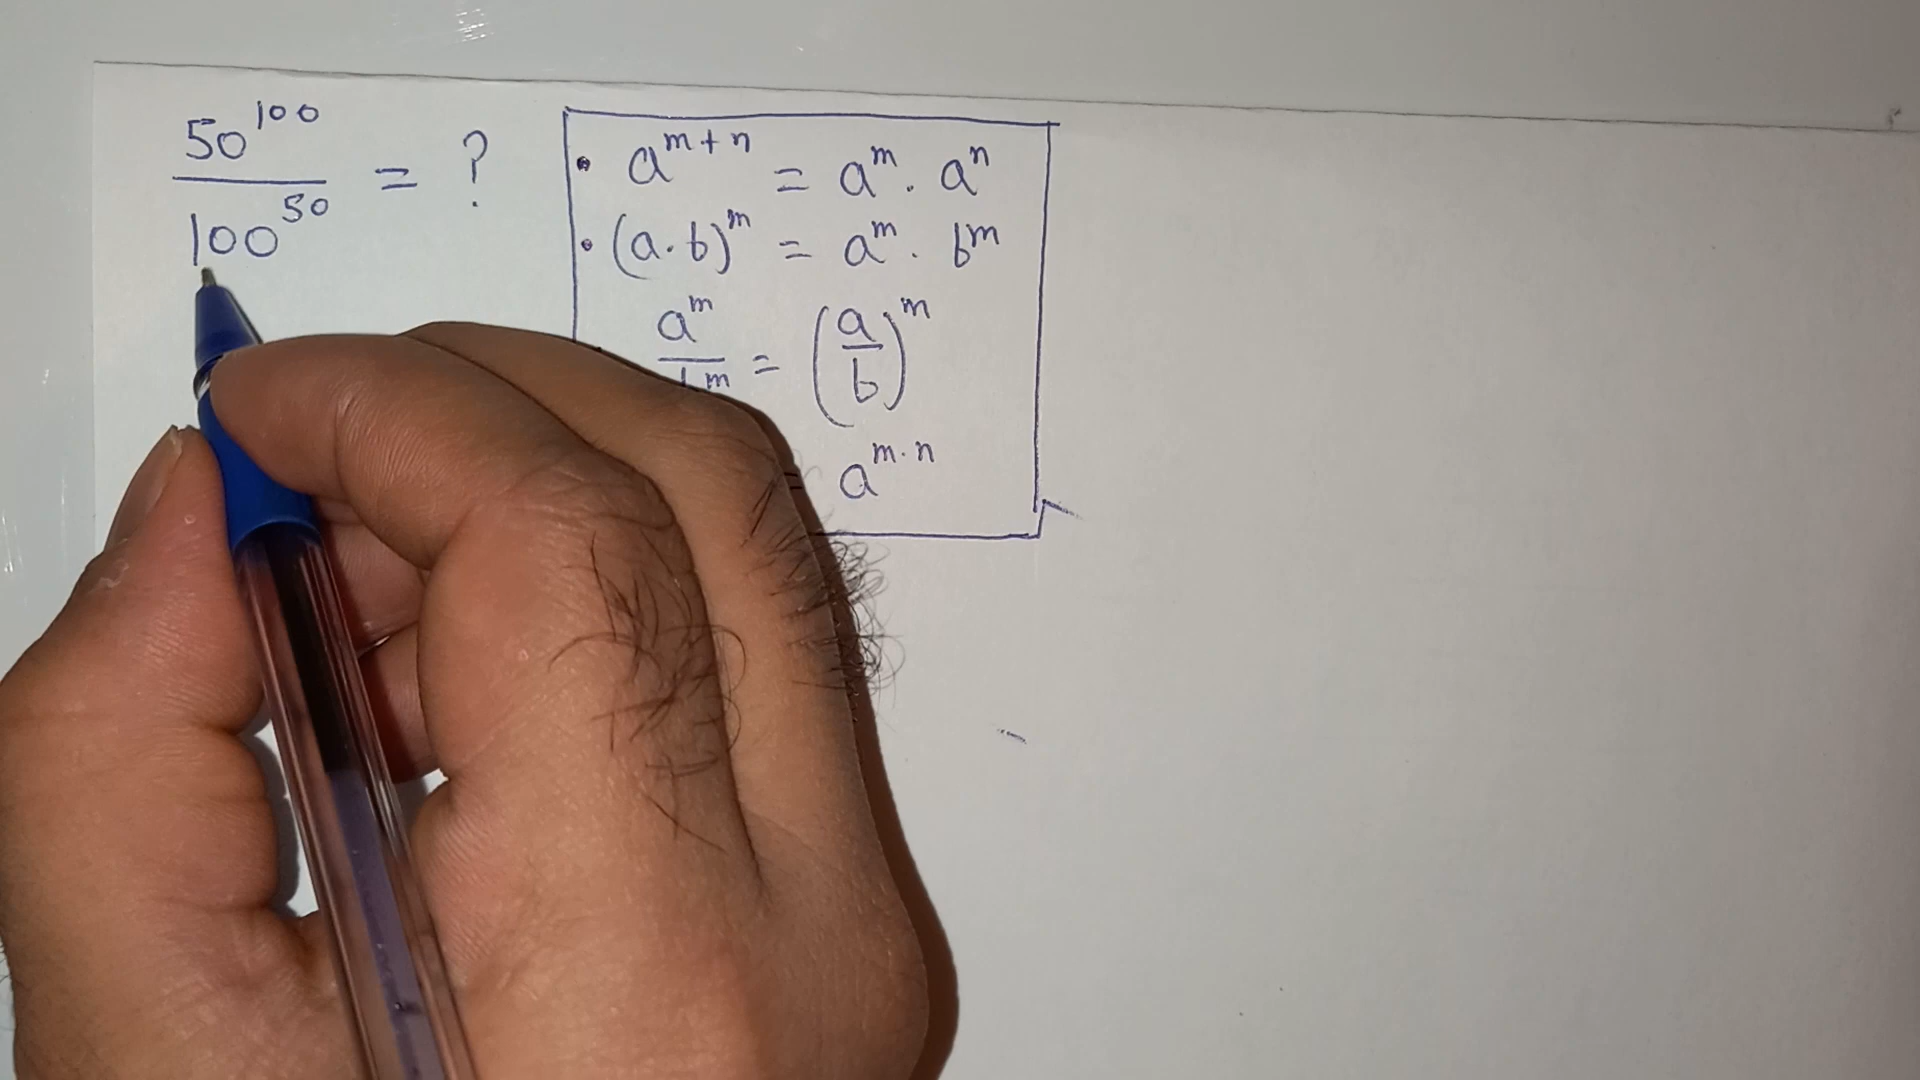 50^100 / 100^50 = ?
• a^{m+n} = a^m . a^n
• (a.b)^m = a^m . b^m
a^m / b^m = (a/b)^m
a^{m.n}